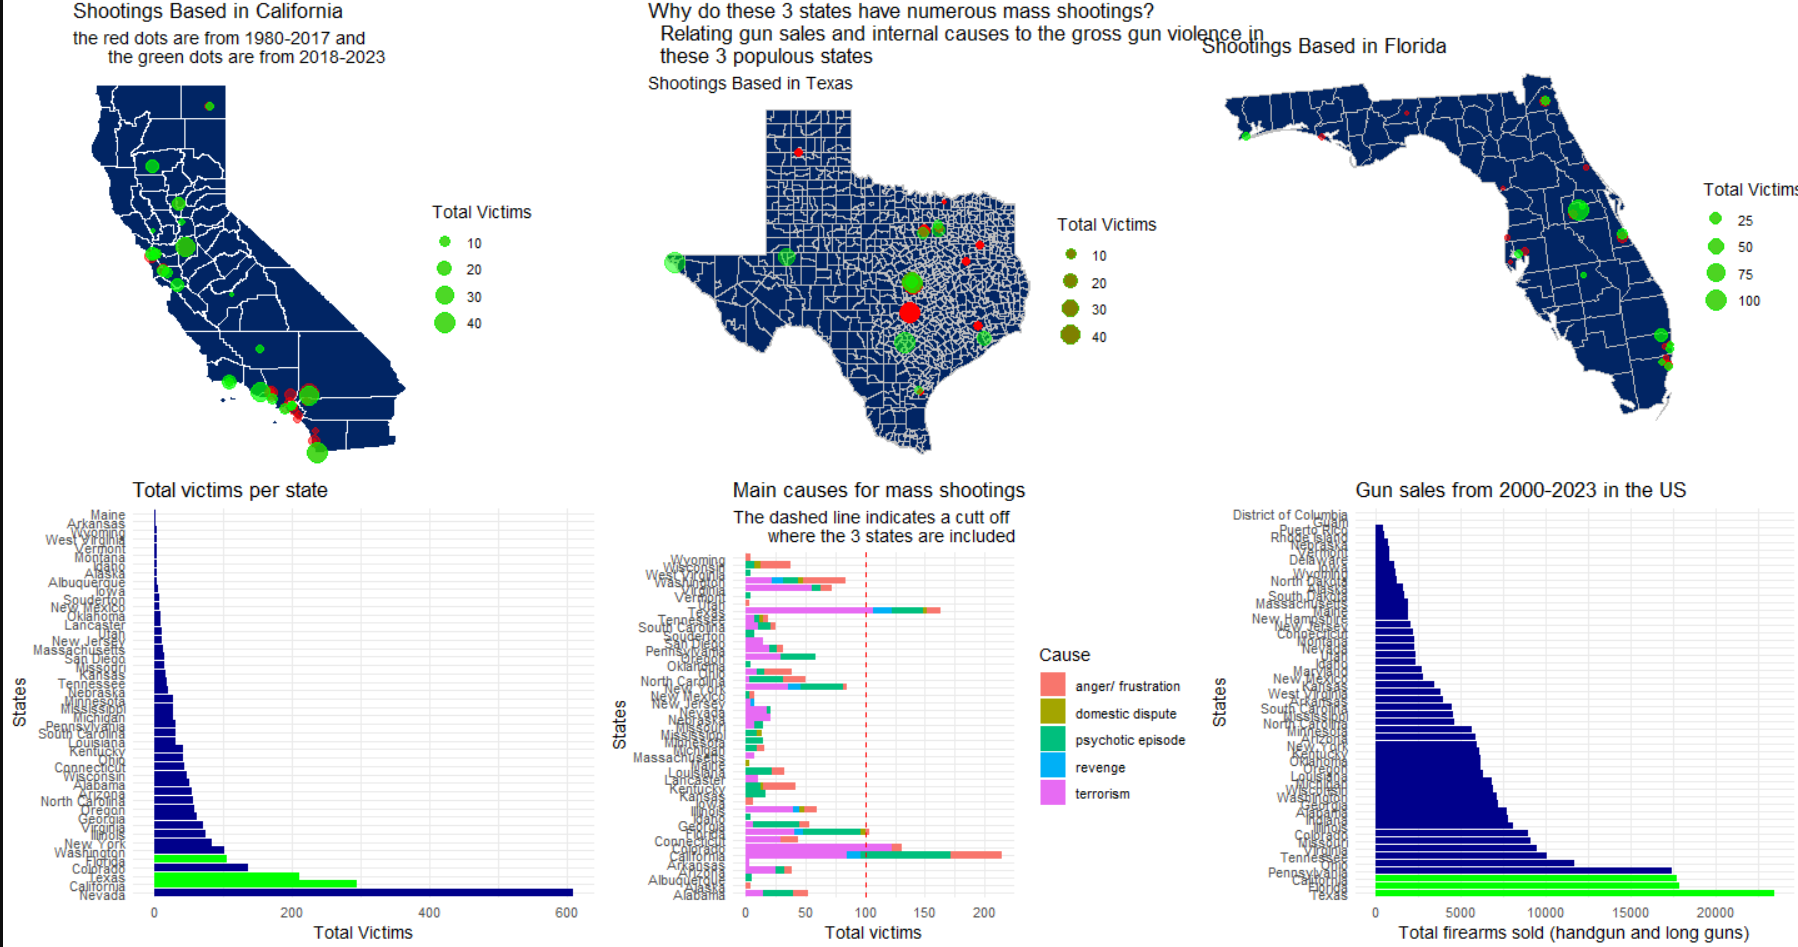 Shootings Based in California
the red dots are from 1980-2017 and
the green dots are from 2018-2023
Total Victims
10
20
30
40
Why do these 3 states have numerous mass shootings?
Relating gun sales and internal causes to the gross gun violence in
these 3 populous states
Shootings Based in Texas
Total Victims
10
20
30
40
Shootings Based in Florida
Total Victims
25
50
75
100
Total victims per state
States
Maine
Arkansas
Wyoming
West Virginia
Vermont
Montana
Idaho
Alaska
Albuquerque
Iowa
Souderton
New Mexico
Oklahoma
Lancaster
Utah
New Jersey
Massachusetts
San Diego
Missouri
Kansas
Tennessee
Nebraska
Minnesota
Mississippi
Michigan
Pennsylvania
South Carolina
Louisiana
Kentucky
Ohio
Connecticut
Wisconsin
Alabama
Arizona
North Carolina
Oregon
Georgia
Virginia
Illinois
New York
Washington
Florida
Colorado
Texas
California
Nevada
0 200 400 600
Total Victims
Main causes for mass shootings
The dashed line indicates a cutt off
where the 3 states are included
States
Wyoming
Wisconsin
West Virginia
Washington
Virginia
Vermont
Utah
Texas
Tennessee
South Carolina
Souderton
San Diego
Pennsylvania
Oregon
Oklahoma
Ohio
North Carolina
New York
New Mexico
New Jersey
Nevada
Nebraska
Missouri
Mississippi
Minnesota
Michigan
Massachusetts
Maine
Louisiana
Lancaster
Kentucky
Kansas
Iowa
Illinois
Idaho
Georgia
Florida
Connecticut
Colorado
California
Arkansas
Arizona
Albuquerque
Alaska
Alabama
0 50 100 150 200
Total victims
Cause
anger/ frustration
domestic dispute
psychotic episode
revenge
terrorism
Gun sales from 2000-2023 in the US
States
District of Columbia
Guam
Puerto Rico
Rhode Island
Nebraska
Vermont
Delaware
Iowa
Wyoming
North Dakota
Alaska
South Dakota
Massachusetts
Maine
New Hampshire
New Jersey
Connecticut
Montana
Nevada
Utah
Idaho
Maryland
New Mexico
Kansas
West Virginia
Arkansas
South Carolina
Mississippi
North Carolina
Minnesota
Arizona
New York
Kentucky
Oklahoma
Oregon
Louisiana
Michigan
Wisconsin
Washington
Georgia
Alabama
Indiana
Illinois
Colorado
Missouri
Virginia
Tennessee
Ohio
Pennsylvania
California
Florida
Texas
0 5000 10000 15000 20000
Total firearms sold (handgun and long guns)